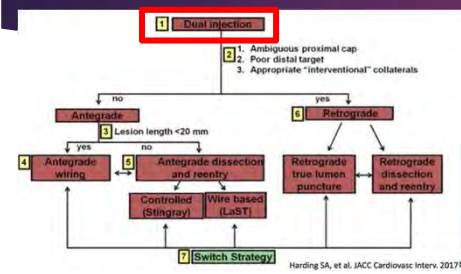 1 Dual injection
2
1. Ambiguous proximal cap
2. Poor distal target
3. Appropriate "interventional" collaterals
no
yes
Antegrade
6 Retrograde
3 Lesion length <20 mm
yes
no
4 Antegrade wiring
5 Antegrade dissection and reentry
Retrograde true lumen puncture
Retrograde dissection and reentry
Controlled (Stingray)
Wire based (LaST)
7 Switch Strategy
Harding SA, et al. JACC Cardiovasc Interv. 2017